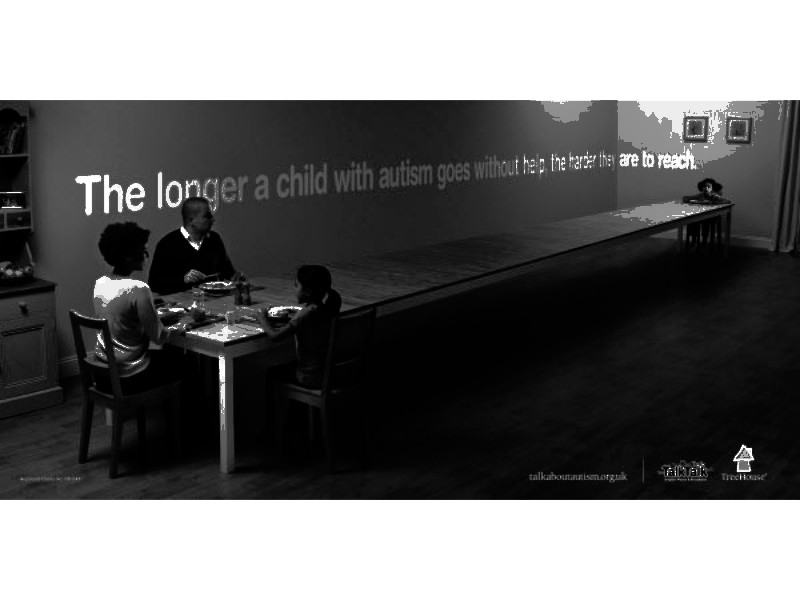 The longer a child with autism goes without help, the harder they are to reach.
talkaboutautism.org.uk
TalkTalk
TreeHouse